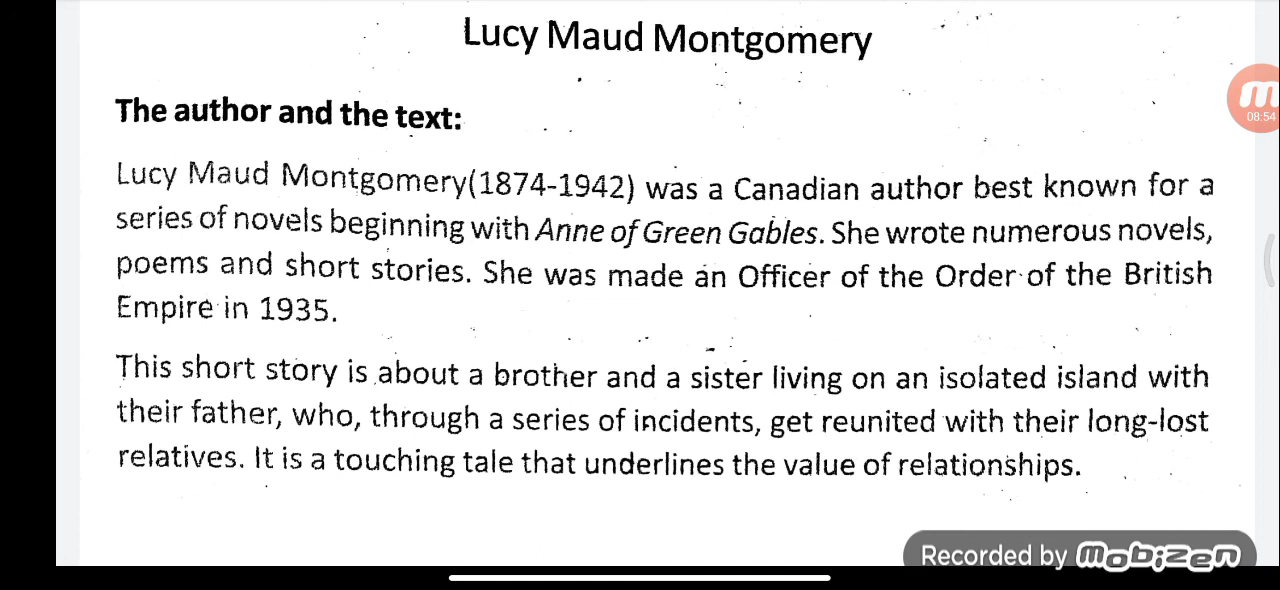 Lucy Maud Montgomery
The author and the text:
08:54
Lucy Maud Montgomery(1874-1942) was a Canadian author best known for a
series of novels beginning with Anne of Green Gables. She wrote numerous novels,
poems and short stories. She was made an Officer of the Order of the British
Empire in 1935.
This short story is about a brother and a sister living on an isolated island with
their father, who, through a series of incidents, get reunited with their long-lost
relatives. It is a touching tale that underlines the value of relationships.
Recorded by mobizen